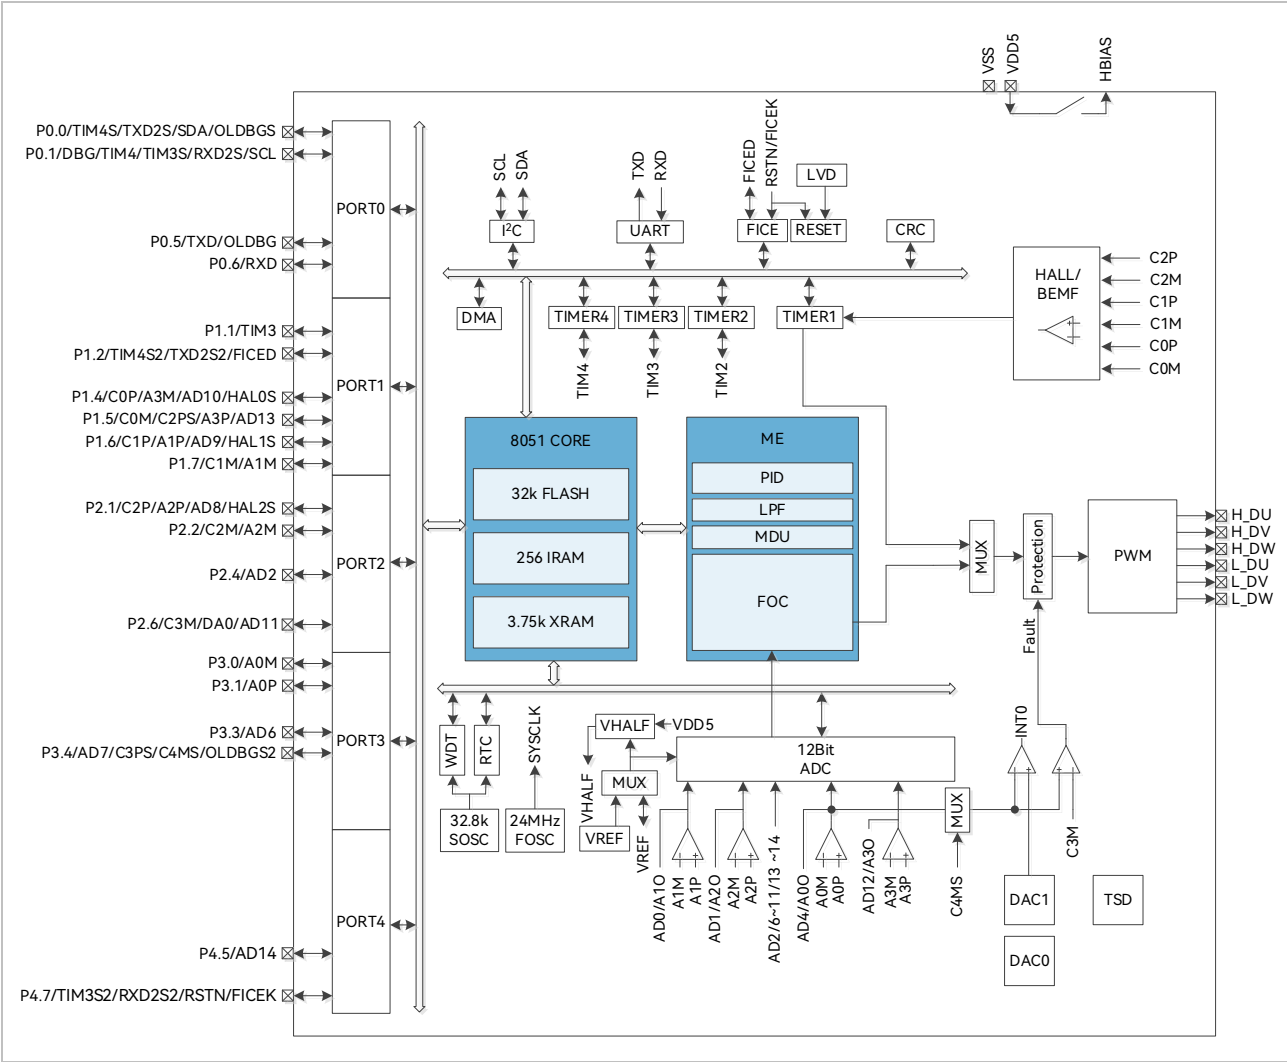 VSS
VDD5
HBIAS
P0.0/TIM4S/TXD2S/SDA/OLDBGS
P0.1/DBG/TIM4/TIM3S/RXD2S/SCL
PORT0
P0.5/TXD/OLDBG
P0.6/RXD
P1.1/TIM3
P1.2/TIM4S2/TXD2S2/FICED
PORT1
P1.4/C0P/A3M/AD10/HAL0S
P1.5/C0M/C2PS/A3P/AD13
P1.6/C1P/A1P/AD9/HAL1S
P1.7/C1M/A1M
P2.1/C2P/A2P/AD8/HAL2S
P2.2/C2M/A2M
PORT2
P2.4/AD2
P2.6/C3M/DA0/AD11
P3.0/A0M
P3.1/A0P
P3.3/AD6
PORT3
P3.4/AD7/C3PS/C4MS/OLDBGS2
PORT4
P4.5/AD14
P4.7/TIM3S2/RXD2S2/RSTN/FICEK
SCL
SDA
TXD
RXD
FICED
RSTN/FICEK
LVD
I²C
UART
FICE
RESET
CRC
DMA
TIMER4
TIMER3
TIMER2
TIMER1
TIM4
TIM3
TIM2
HALL/
BEMF
C2P
C2M
C1P
C1M
C0P
C0M
8051 CORE
32k FLASH
256 IRAM
3.75k XRAM
ME
PID
LPF
MDU
FOC
MUX
Protection
Fault
PWM
H_DU
H_DV
H_DW
L_DU
L_DV
L_DW
WDT
RTC
SYSCLK
32.8k
SOSC
24MHz
FOSC
VHALF
VDD5
VHALF
MUX
VREF
VREF
12Bit
ADC
AD0/A1O
A1M
A1P
AD1/A2O
A2M
A2P
AD2/6~11/13 ~14
AD4/A0O
A0M
A0P
AD12/A3O
A3M
A3P
MUX
C4MS
INT0
C3M
DAC1
DAC0
TSD